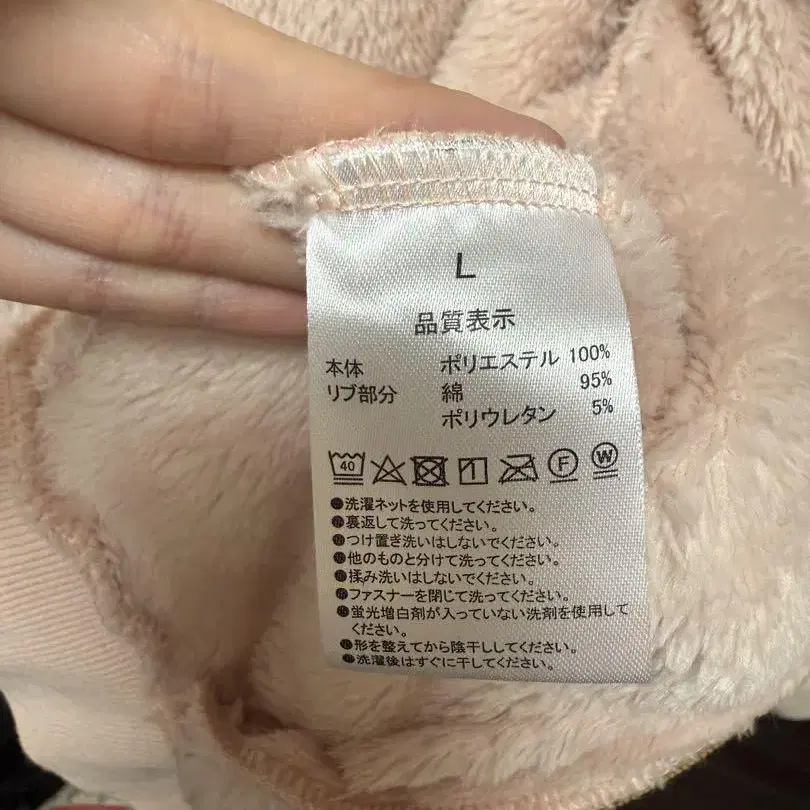 L
品質表示
本体 ポリエステル 100%
リブ部分 綿 95%
ポリウレタン 5%
40 F W
●洗濯ネットを使用してください。
●裏返して洗ってください。
●つけ置き洗いはしないでください。
●他のものと分けて洗ってください。
●揉み洗いはしないでください。
●ファスナーを閉じて洗ってください。
●蛍光増白剤が入っていない洗剤を使用して
ください。
●形を整えてから陰干ししてください。
●洗濯後はすぐに干してください。